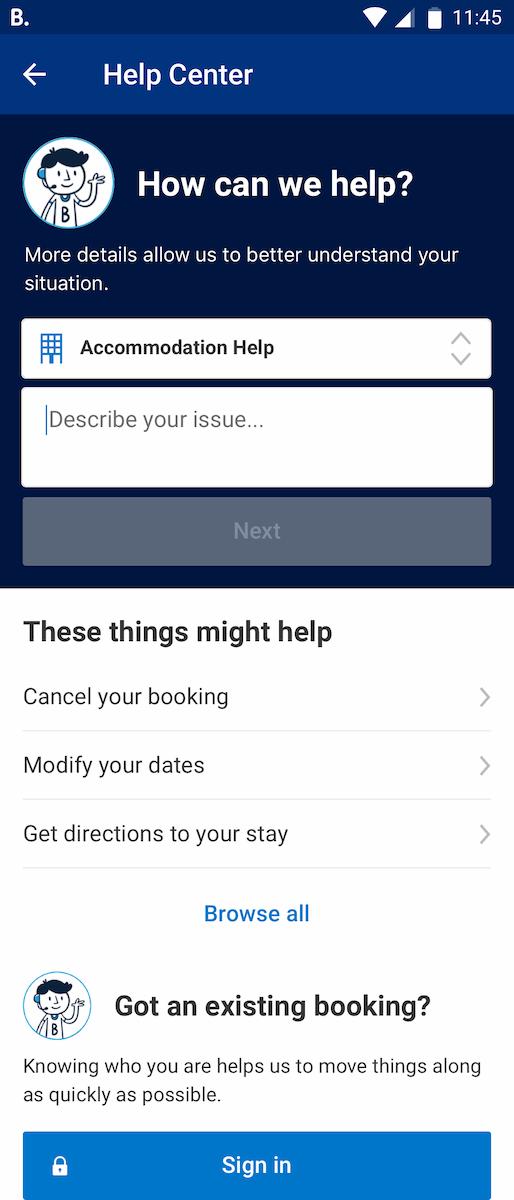 B. 11:45
Help Center
B
How can we help?
More details allow us to better understand your
situation.
Accommodation Help
Describe your issue...
Next
These things might help
Cancel your booking
Modify your dates
Get directions to your stay
Browse all
B
Got an existing booking?
Knowing who you are helps us to move things along
as quickly as possible.
Sign in